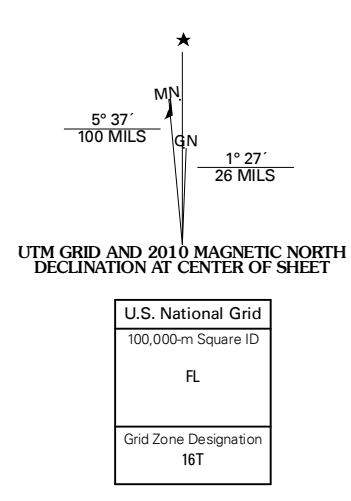 ★
MN
5° 37´
100 MILS
GN
1° 27´
26 MILS
UTM GRID AND 2010 MAGNETIC NORTH
DECLINATION AT CENTER OF SHEET
U.S. National Grid
100,000-m Square ID
FL
Grid Zone Designation
16T